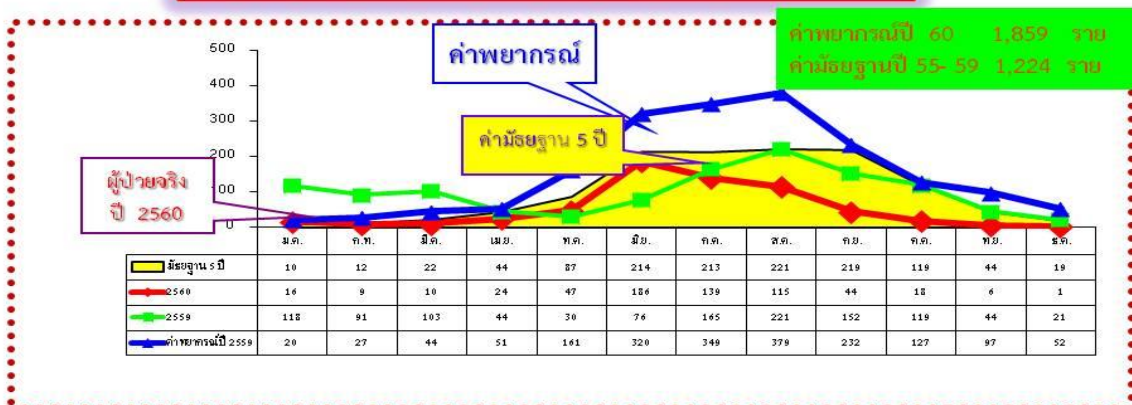 ค่าพยากรณ์ปี 60 1,859 ราย
ค่ามัธยฐานปี 55- 59 1,224 ราย
ค่าพยากรณ์
ค่ามัธยฐาน 5 ปี
ผู้ป่วยจริง
ปี 2560
500
400
300
200
100
0
ม.ค. ก.พ. มี.ค. เม.ย. พ.ค. มิ.ย. ก.ค. ส.ค. ก.ย. ต.ค. พ.ย. ธ.ค.
มัธยฐาน 5 ปี 10 12 22 44 87 214 213 221 219 119 44 19
2560 16 9 10 24 47 186 139 115 44 18 6 1
2559 118 91 103 44 30 76 165 221 152 119 44 21
ค่าพยากรณ์ปี 2559 20 27 44 51 161 320 349 379 232 127 97 52